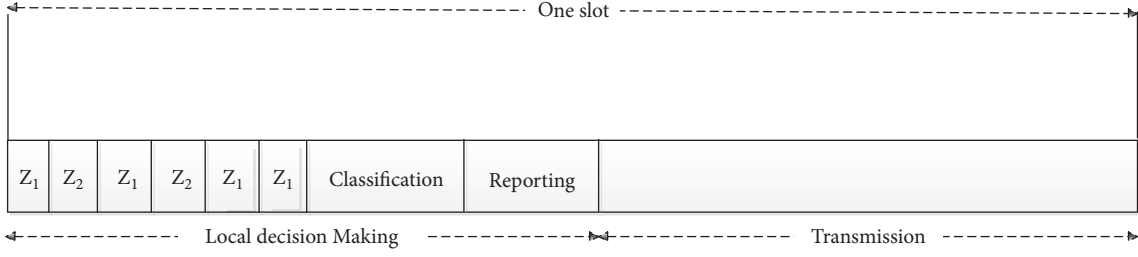 One slot
Z₁ Z₂ Z₁ Z₂ Z₁ Z₁ Classification Reporting
Local decision Making Transmission